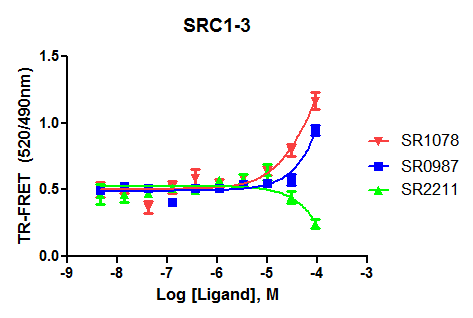 SRC1-3
TR-FRET (520/490nm)
1.5
1.0
0.5
0.0
-9 -8 -7 -6 -5 -4 -3
Log [Ligand], M
SR1078
SR0987
SR2211